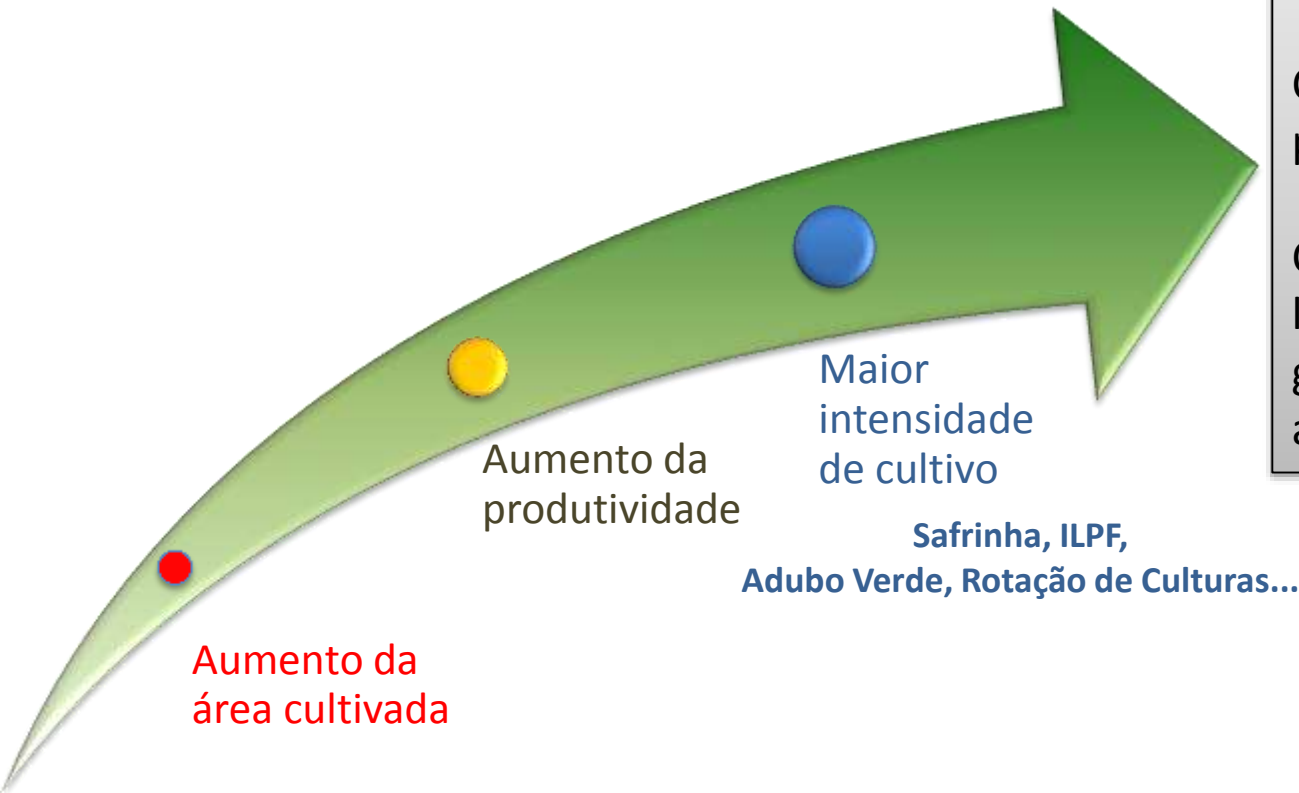 Maior
intensidade
de cultivo
Aumento da
produtividade
Safrinha, ILPF,
Adubo Verde, Rotação de Culturas...
Aumento da
área cultivada